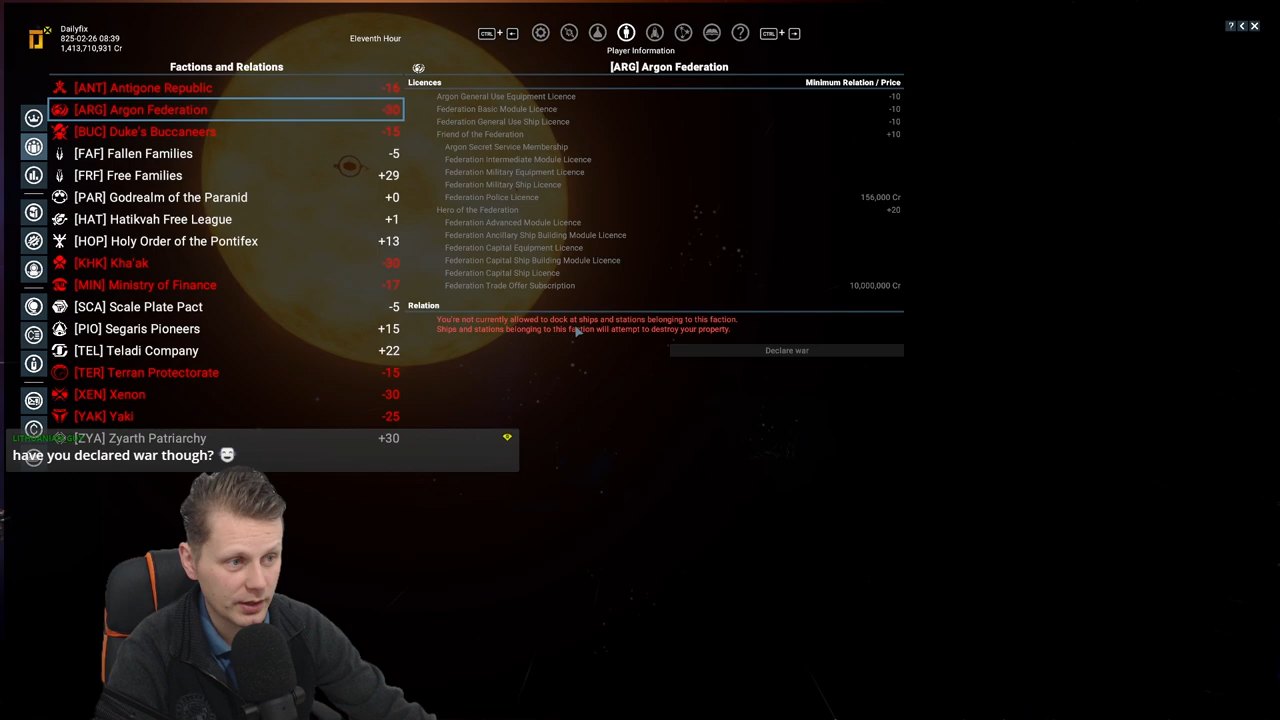 Dailyfix
825-02-26 08:39
1,413,710,931 Cr
Eleventh Hour
CTRL +
CTRL +
Player Information
Factions and Relations
[ANT] Antigone Republic -16
[ARG] Argon Federation -30
[BUC] Duke's Buccaneers -15
[FAF] Fallen Families -5
[FRF] Free Families +29
[PAR] Godrealm of the Paranid +0
[HAT] Hatikvah Free League +1
[HOP] Holy Order of the Pontifex +13
[KHK] Kha'ak -30
[MIN] Ministry of Finance -17
[SCA] Scale Plate Pact -5
[PIO] Segaris Pioneers +15
[TEL] Teladi Company +22
[TER] Terran Protectorate -15
[XEN] Xenon -30
[YAK] Yaki -25
[ZYA] Zyarth Patriarchy +30
have you declared war though?
[ARG] Argon Federation
Licences Minimum Relation / Price
Argon General Use Equipment Licence -10
Federation Basic Module Licence -10
Federation General Use Ship Licence -10
Friend of the Federation +10
Argon Secret Service Membership
Federation Intermediate Module Licence
Federation Military Equipment Licence
Federation Military Ship Licence
Federation Police Licence 156,000 Cr
Hero of the Federation +20
Federation Advanced Module Licence
Federation Ancillary Ship Building Module Licence
Federation Capital Equipment Licence
Federation Capital Ship Building Module Licence
Federation Capital Ship Licence
Federation Trade Offer Subscription 10,000,000 Cr
Relation
You're not currently allowed to dock at ships and stations belonging to this faction.
Ships and stations belonging to this faction will attempt to destroy your property.
Declare war